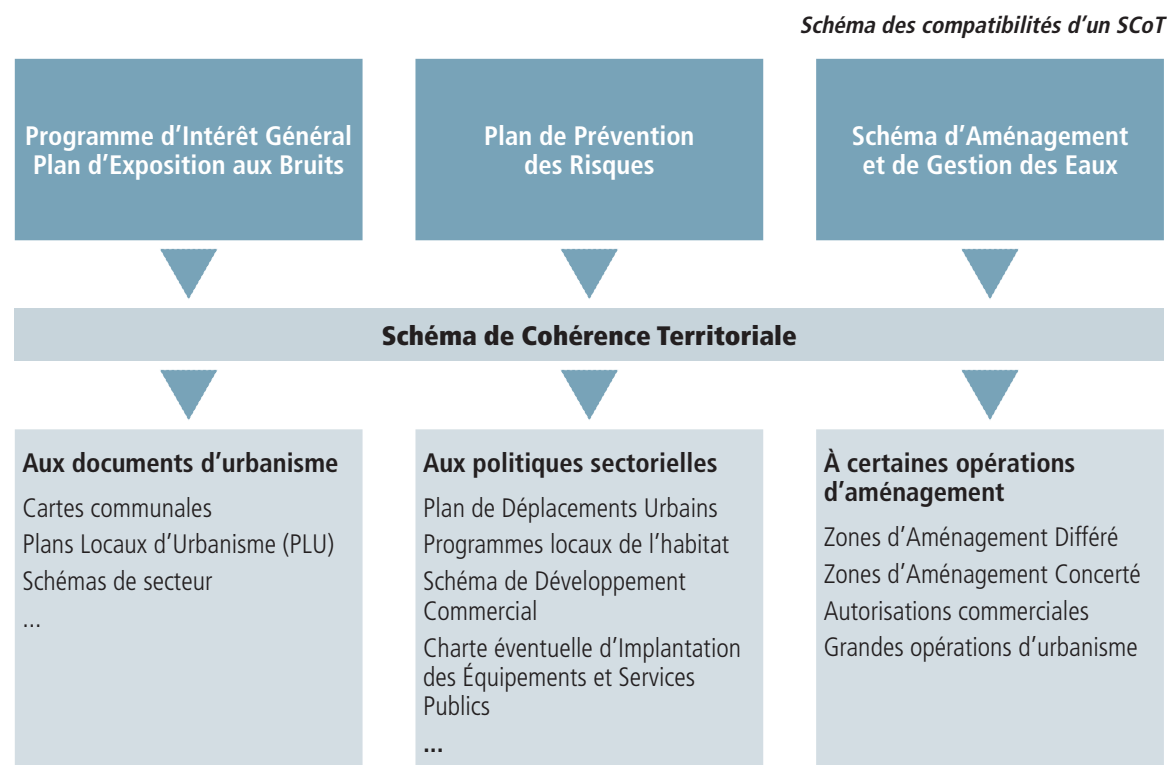 Schéma des compatibilités d’un SCoT
Programme d’Intérêt Général
Plan d’Exposition aux Bruits
Plan de Prévention
des Risques
Schéma d’Aménagement
et de Gestion des Eaux
Schéma de Cohérence Territoriale
Aux documents d’urbanisme
Cartes communales
Plans Locaux d’Urbanisme (PLU)
Schémas de secteur
...
Aux politiques sectorielles
Plan de Déplacements Urbains
Programmes locaux de l’habitat
Schéma de Développement
Commercial
Charte éventuelle d’Implantation
des Équipements et Services
Publics
...
À certaines opérations
d’aménagement
Zones d’Aménagement Différé
Zones d’Aménagement Concerté
Autorisations commerciales
Grandes opérations d’urbanisme